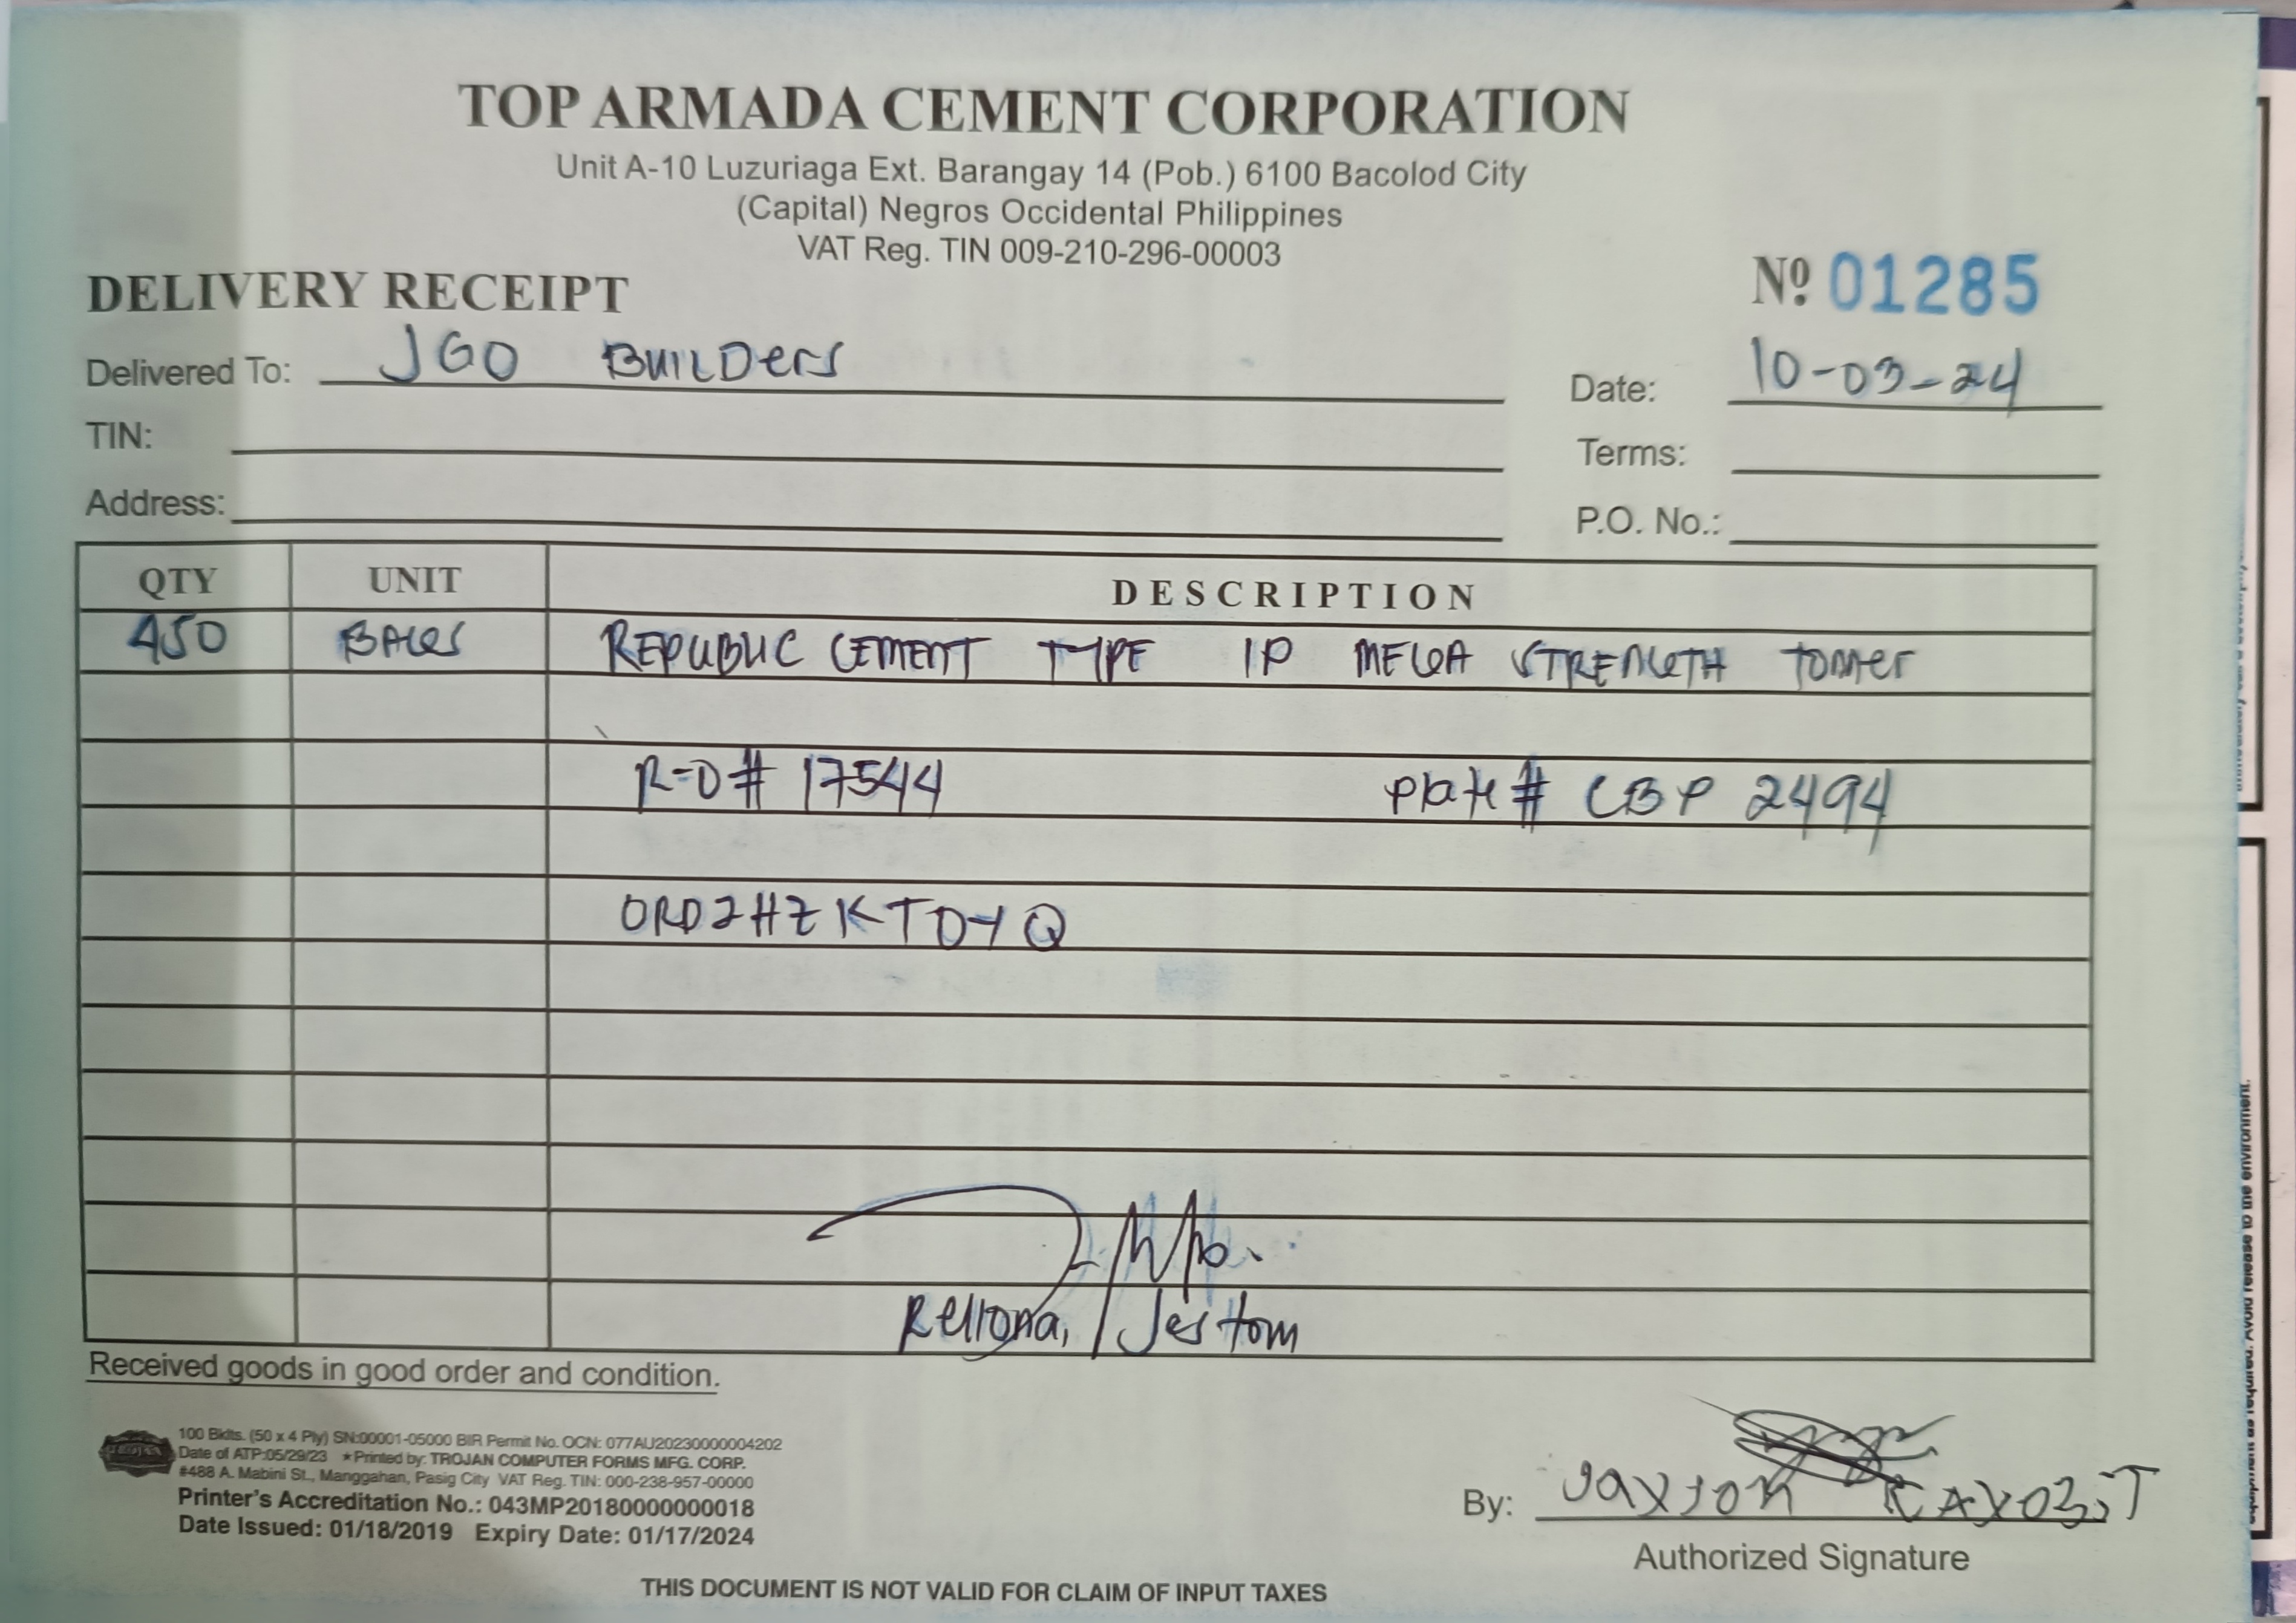 TOP ARMADA CEMENT CORPORATION
Unit A-10 Luzuriaga Ext. Barangay 14 (Pob.) 6100 Bacolod City
(Capital) Negros Occidental Philippines
VAT Reg. TIN 009-210-296-00003
DELIVERY RECEIPT
Nº 01285
Delivered To: JGO BUILDers
Date: 10-03-24
TIN:
Terms:
Address:
P.O. No.:
QTY UNIT DESCRIPTION
450 REPUBLIC CEMENT TYPE 1P MEGA STRENGTH
R-O# 17544 Plate# CBP 2494
ORD2HZKTDYQ
Rellona, Jestom
Received goods in good order and condition.
100 Bklts. (50 x 4 Ply) SN:00001-05000 BIR Permit No. OCN: 077AU20230000004202
Date of ATP:05/29/23 ★Printed by: TROJAN COMPUTER FORMS MFG. CORP.
#488 A. Mabini St., Manggahan, Pasig City VAT Reg. TIN: 000-238-957-00000
Printer's Accreditation No.: 043MP20180000000018
Date Issued: 01/18/2019 Expiry Date: 01/17/2024
By:
Authorized Signature
THIS DOCUMENT IS NOT VALID FOR CLAIM OF INPUT TAXES
release to the environment.